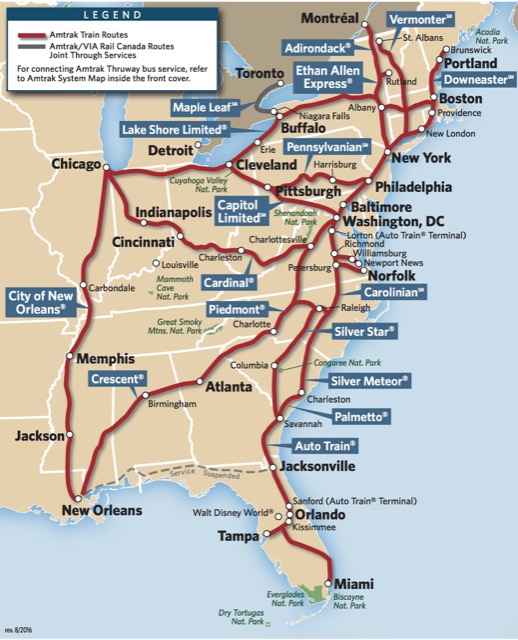 LEGEND
Amtrak Train Routes
Amtrak/VIA Rail Canada Routes
Joint Through Services
For connecting Amtrak Thruway bus service, refer
to Amtrak System Map inside the front cover.
Montréal
Vermonter℠
Adirondack®
St. Albans
Acadia
Nat. Park
Brunswick
Portland
Toronto
Ethan Allen
Express®
Rutland
Downeaster℠
Maple Leaf℠
Albany
Boston
Niagara Falls
Providence
Lake Shore Limited®
Buffalo
New London
Detroit
Erie
Pennsylvanian℠
Chicago
Cleveland
Harrisburg
New York
Cuyahoga Valley
Nat. Park
Pittsburgh
Philadelphia
Capitol
Limited℠
Baltimore
Indianapolis
Shenandoah
Nat. Park
Washington, DC
Cincinnati
Charlottesville
Lorton (Auto Train® Terminal)
Richmond
Charleston
Williamsburg
Louisville
Newport News
Petersburg
Norfolk
Mammoth
Cave
Nat. Park
Cardinal®
Carbondale
Carolinian℠
City of New
Orleans®
Piedmont®
Raleigh
Great Smoky
Mtns. Nat. Park
Charlotte
Silver Star®
Memphis
Columbia
Congaree Nat. Park
Crescent®
Atlanta
Silver Meteor®
Birmingham
Charleston
Palmetto®
Jackson
Savannah
Auto Train®
Service Suspended
Jacksonville
New Orleans
Sanford (Auto Train® Terminal)
Walt Disney World®
Orlando
Kissimmee
Tampa
Miami
Everglades
Nat. Park
Biscayne
Nat. Park
Dry Tortugas
Nat. Park
rev. 8/2016